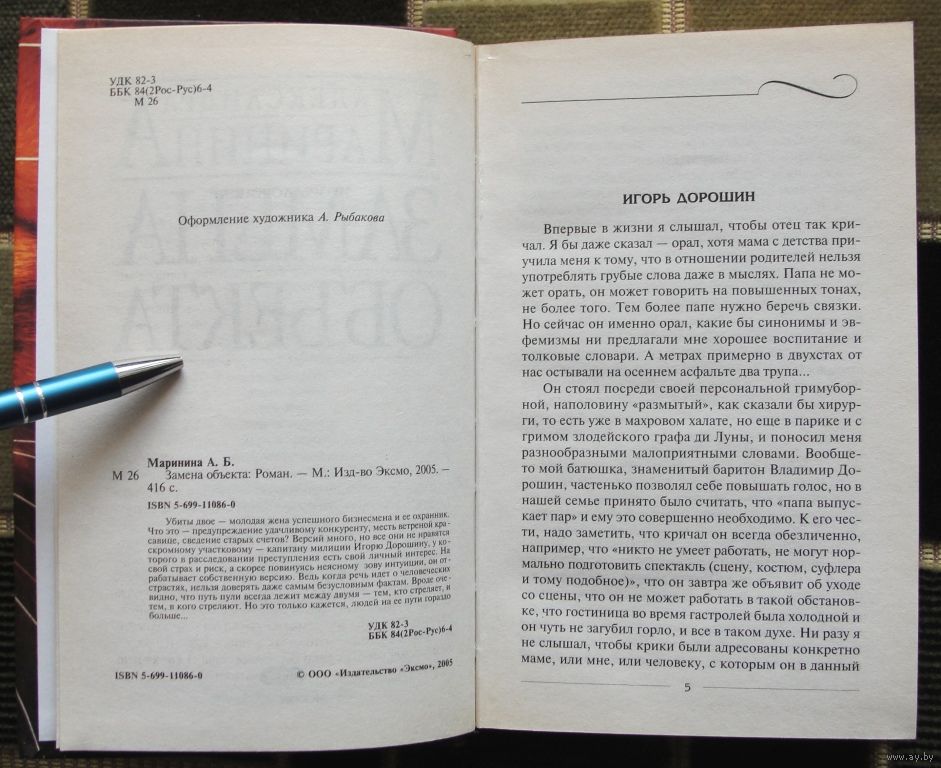 УДК 82-3
ББК 84(2Рос-Рус)6-4
М 26
Оформление художника А. Рыбакова
Маринина А. Б.
М 26 Замена объекта: Роман. — М.: Изд-во Эксмо, 2005. —
416 с.
ISBN 5-699-11086-0
Убиты двое — молодая жена успешного бизнесмена и ее охранник.
Что это — предупреждение удачливому конкуренту, месть ветреной кра-
савице, сведение старых счетов? Версий много, но все они не нравятся
скромному участковому — капитану милиции Игорю Дорошину, у ко-
торого в расследовании преступления есть свой личный интерес. На
свой страх и риск, а скорее повинуясь неясному зову интуиции, он от-
рабатывает собственную версию. Ведь когда речь идет о человеческих
страстях, нельзя доверять даже самым безусловным фактам. Вроде оче-
видно, что путь пули всегда лежит между двумя — тем, кто стреляет, и
тем, в кого стреляют. Но это только кажется, людей на ее пути гораздо
больше...
УДК 82-3
ББК 84(2Рос-Рус)6-4
ISBN 5-699-11086-0
© ООО «Издательство «Эксмо», 2005
ИГОРЬ ДОРОШИН
Впервые в жизни я слышал, чтобы отец так кри-
чал. Я бы даже сказал — орал, хотя мама с детства при-
учила меня к тому, что в отношении родителей нельзя
употреблять грубые слова даже в мыслях. Папа не мо-
жет орать, он может говорить на повышенных тонах,
не более того. Тем более папе нужно беречь связки.
Но сейчас он именно орал, какие бы синонимы и эв-
фемизмы ни предлагали мне хорошее воспитание и
толковые словари. А метрах примерно в двухстах от
нас остывали на осеннем асфальте два трупа...
Он стоял посреди своей персональной гримубор-
ной, наполовину «размытый», как сказали бы хирур-
ги, то есть уже в махровом халате, но еще в парике и с
гримом злодейского графа ди Луны, и поносил меня
разнообразными малоприятными словами. Вообще-
то мой батюшка, знаменитый баритон Владимир До-
рошин, частенько позволял себе повышать голос, но в
нашей семье принято было считать, что «папа выпус-
кает пар» и ему это совершенно необходимо. К его чес-
ти, надо заметить, что кричал он всегда обезличенно,
например, что «никто не умеет работать, не могут нор-
мально подготовить спектакль (сцену, костюм, суфлера
и тому подобное)», что он завтра же объявит об уходе
со сцены, что он не может работать в такой обстанов-
ке, что гостиница во время гастролей была холодной и
он чуть не загубил горло, и все в таком духе. Ни разу я
не слышал, чтобы крики были адресованы конкретно
маме, или мне, или человеку, с которым он в данный
5
www.ay.by